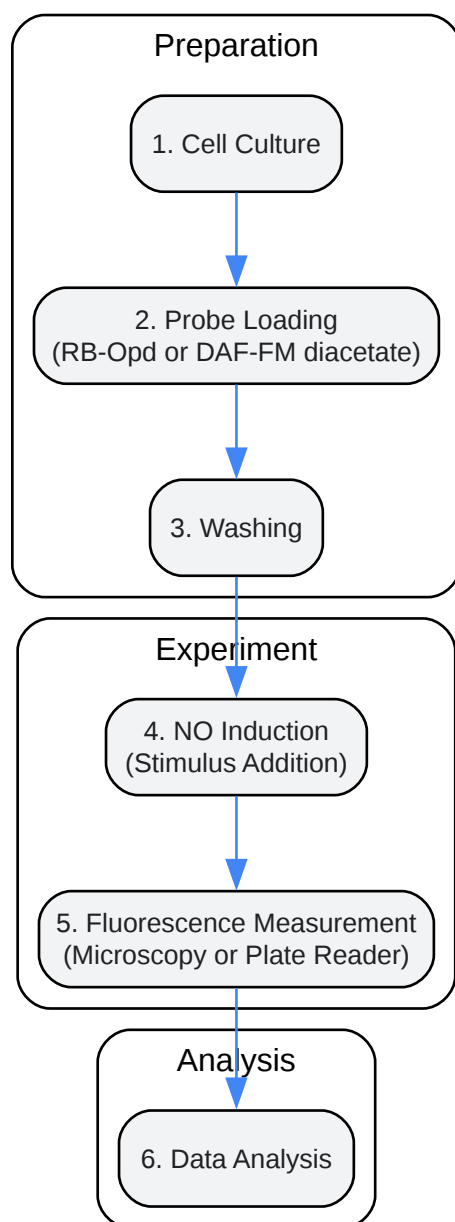 Preparation
1. Cell Culture
2. Probe Loading
(RB-Opd or DAF-FM diacetate)
3. Washing
Experiment
4. NO Induction
(Stimulus Addition)
5. Fluorescence Measurement
(Microscopy or Plate Reader)
Analysis
6. Data Analysis